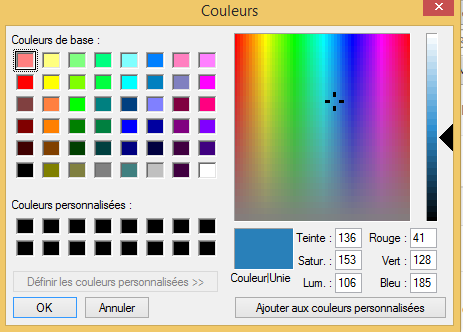 Couleurs
Couleurs de base :
Couleurs personnalisées :
Définir les couleurs personnalisées >>
OK
Annuler
Couleur|Unie
Teinte : 136
Rouge : 41
Satur. : 153
Vert : 128
Lum. : 106
Bleu : 185
Ajouter aux couleurs personnalisées